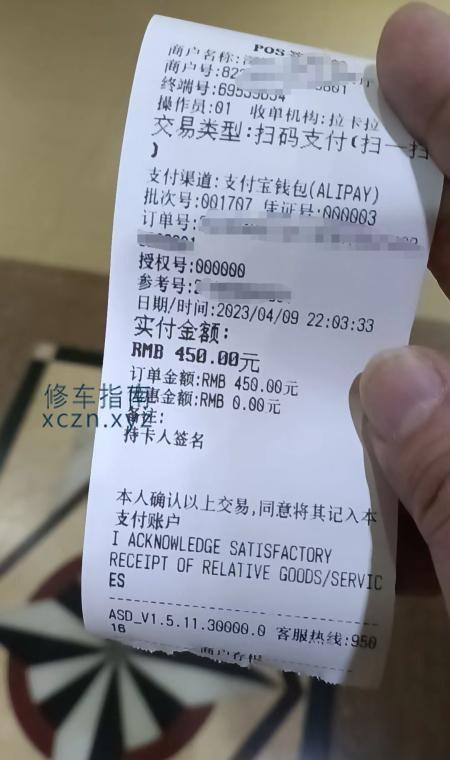 POS
商户名称:
商户号:82 0801
终端号:69535634
操作员:01 收单机构:拉卡拉
交易类型:扫码支付(扫一扫
)
支付渠道:支付宝钱包(ALIPAY)
批次号:001707 凭证号:000003
订单号:
授权号:000000
参考号:2
日期/时间:2023/04/09 22:03:33
实付金额:
RMB 450.00元
订单金额:RMB 450.00元
惠金额:RMB 0.00元
备注:
持卡人签名
修车指南
xczn.xyz
本人确认以上交易,同意将其记入本
支付账户
I ACKNOWLEDGE SATISFACTORY
RECEIPT OF RELATIVE GOODS/SERVIC
ES
ASD_V1.5.11.30000.0 客服热线:950
16
商户存根